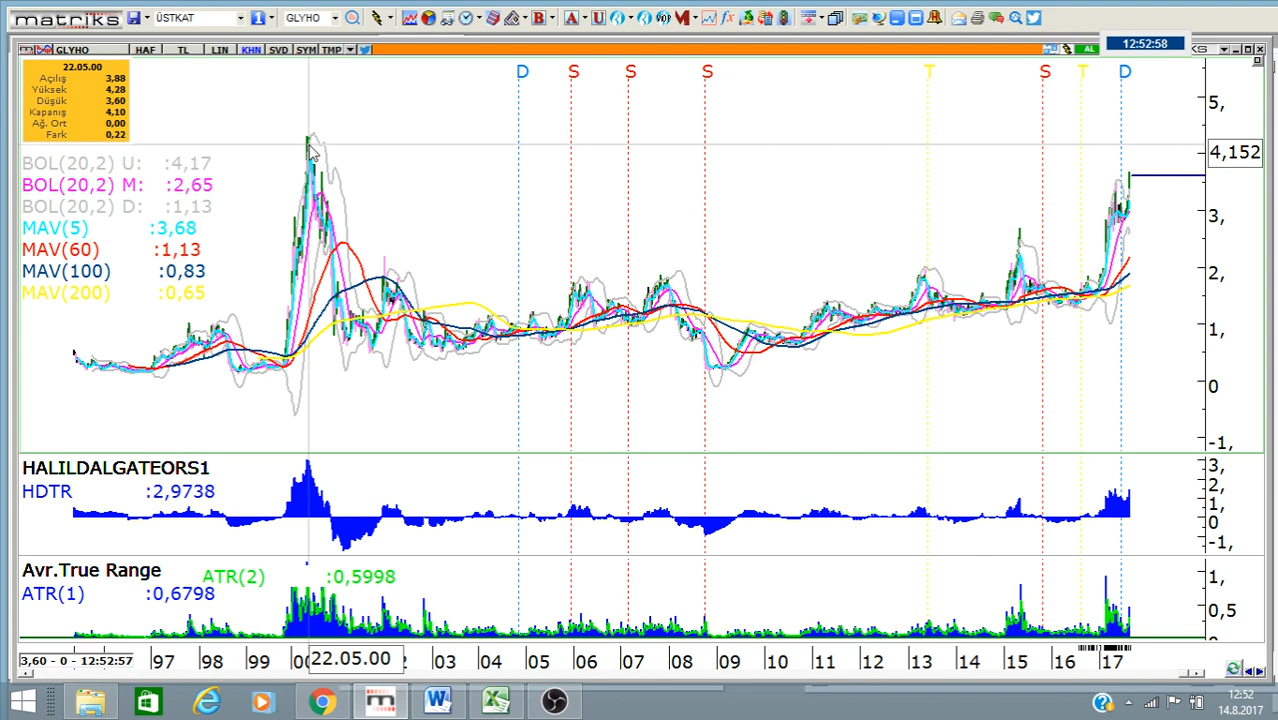 matriks ÜSTKAT GLYHO
GLYHO HAF TL LIN KHN SVD SYM TMP AL 12:52:58 KS
22.05.00
Açılış 3,88
Yüksek 4,28
Düşük 3,60
Kapanış 4,10
Ağ. Ort 0,00
Fark 0,22
D S S S T S T D
5,
4,152
3,
2,
1,
0
-1,
BOL(20,2) U: :4,17
BOL(20,2) M: :2,65
BOL(20,2) D: :1,13
MAV(5) :3,68
MAV(60) :1,13
MAV(100) :0,83
MAV(200) :0,65
HALILDALGATEORS1
HDTR :2,9738
3,
2,
1,
0
-1,
Avr.True Range
ATR(2) :0,5998
ATR(1) :0,6798
1,
0,5
3,60 - 0 - 12:52:57 97 98 99 00 22.05.00 2 03 04 05 06 07 08 09 10 11 12 13 14 15 16 17
12:52
14.8.2017